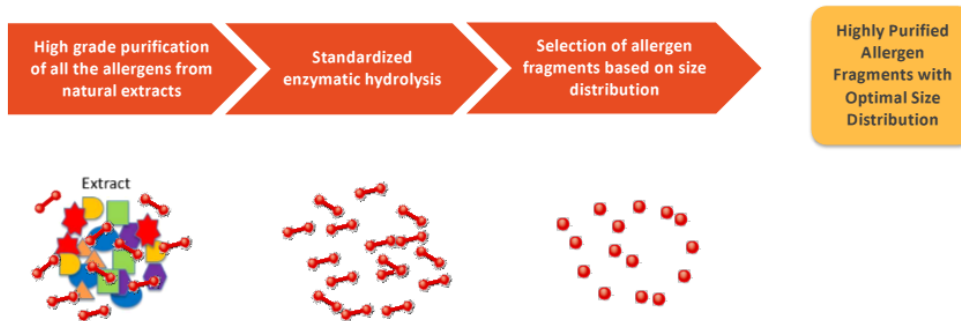 High grade purification
of all the allergens from
natural extracts
Standardized
enzymatic hydrolysis
Selection of allergen
fragments based on size
distribution
Highly Purified
Allergen
Fragments with
Optimal Size
Distribution
Extract